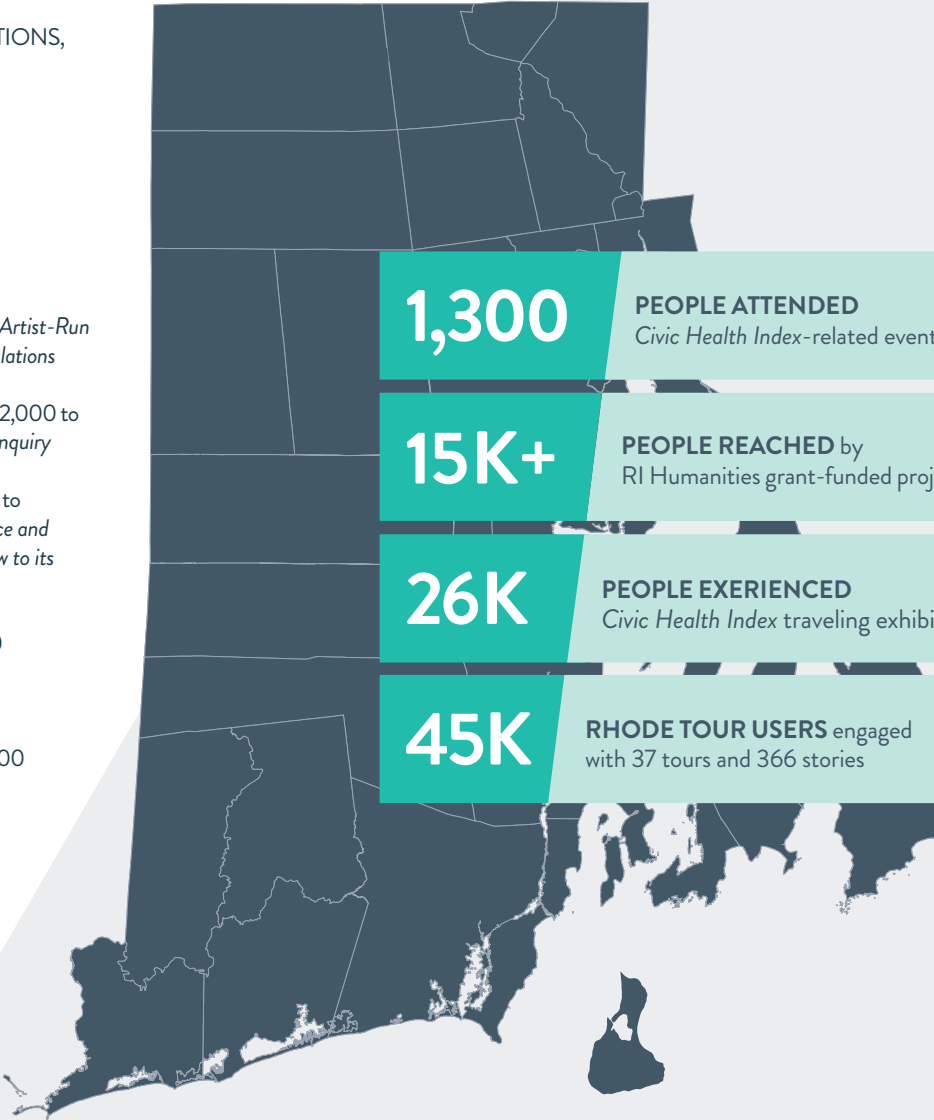 TIONS,
Artist-Run
lations
2,000 to
nquiry
to
ce and
w to its
00
1,300
PEOPLE ATTENDED
Civic Health Index-related event
15K+
PEOPLE REACHED by
RI Humanities grant-funded proj
26K
PEOPLE EXERIENCED
Civic Health Index traveling exhibi
45K
RHODE TOUR USERS engaged
with 37 tours and 366 stories